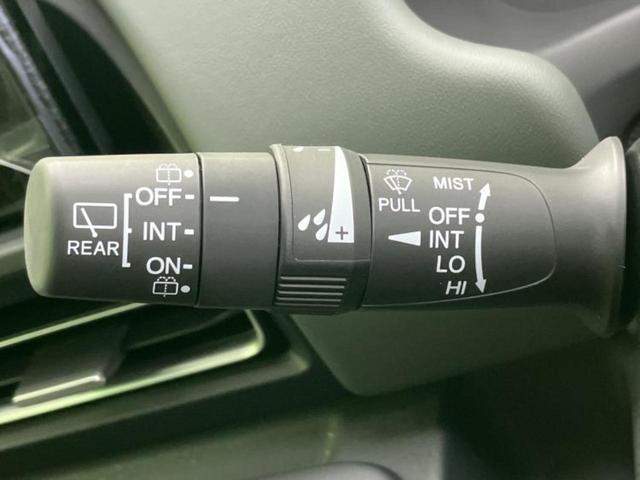 OFF
INT
ON
REAR
- 
+
PULL
MIST
OFF
INT
LO
HI